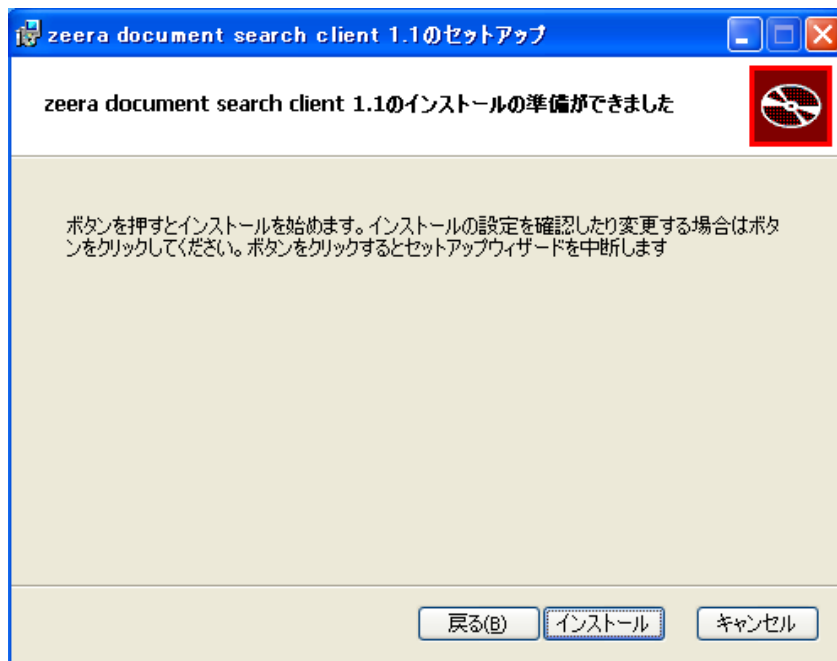 zeera document search client 1.1のセットアップ
zeera document search client 1.1のインストールの準備ができました
ボタンを押すとインストールを始めます。インストールの設定を確認したり変更する場合はボタ
ンをクリックしてください。ボタンをクリックするとセットアップウィザードを中断します
戻る(B)
インストール
キャンセル